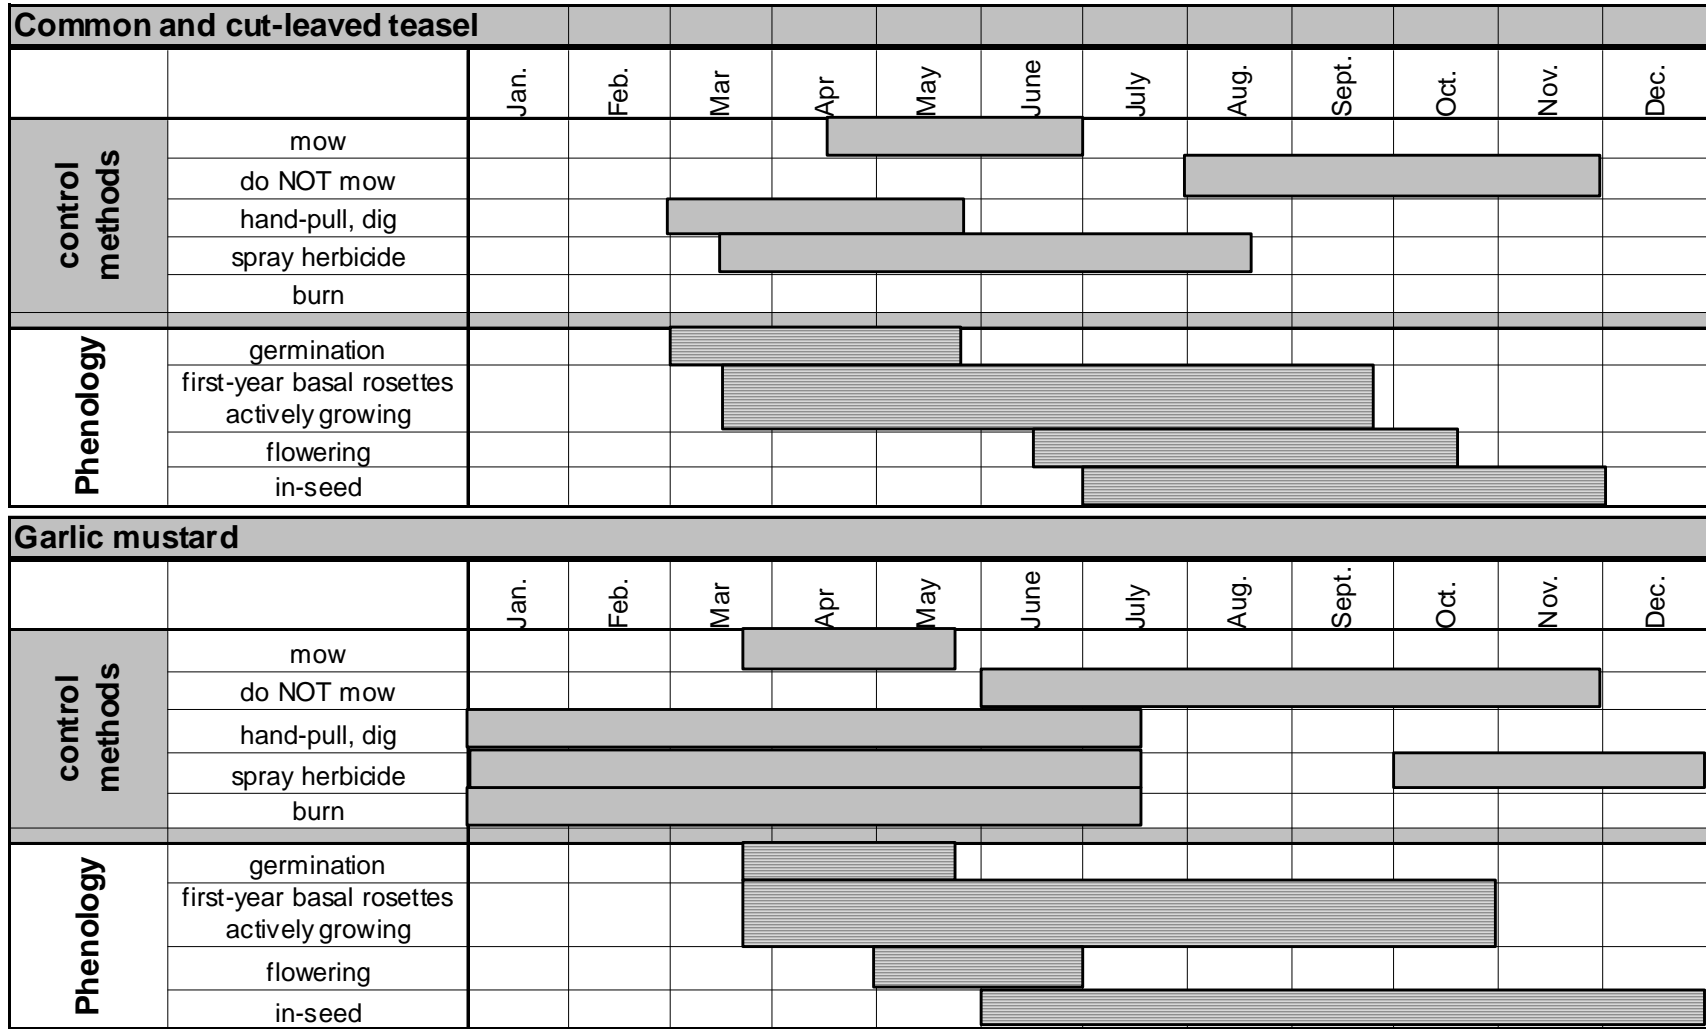 Common and cut-leaved teasel
Jan. Feb. Mar Apr May June July Aug. Sept. Oct. Nov. Dec.
control methods
mow
do NOT mow
hand-pull, dig
spray herbicide
burn
Phenology
germination
first-year basal rosettes
actively growing
flowering
in-seed
Garlic mustard
Jan. Feb. Mar Apr May June July Aug. Sept. Oct. Nov. Dec.
control methods
mow
do NOT mow
hand-pull, dig
spray herbicide
burn
Phenology
germination
first-year basal rosettes
actively growing
flowering
in-seed